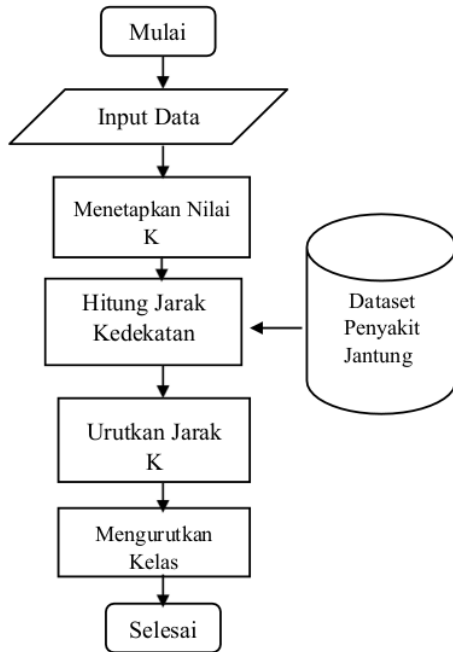 Mulai
Input Data
Menetapkan Nilai
K
Hitung Jarak
Kedekatan
Dataset
Penyakit
Jantung
Urutkan Jarak
K
Mengurutkan
Kelas
Selesai